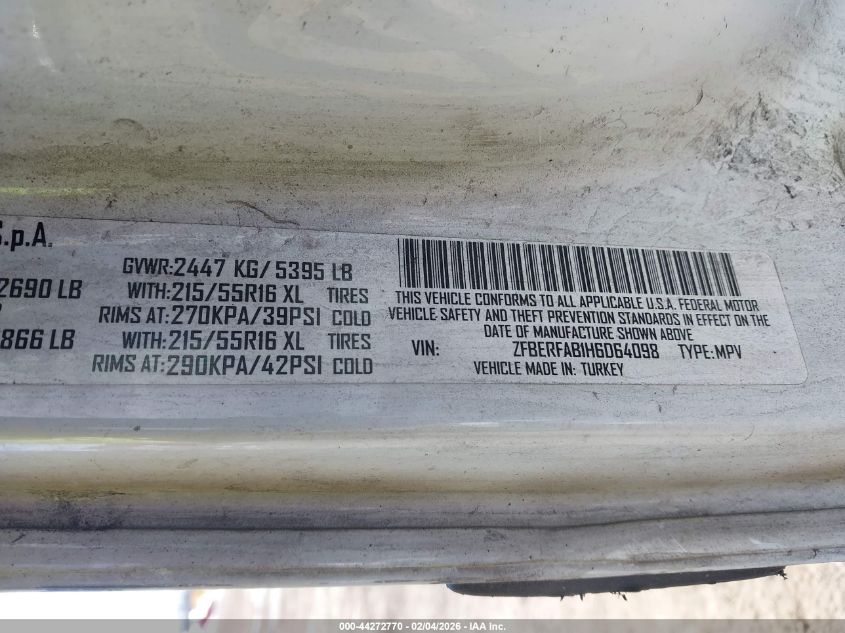 S.p.A.
GVWR:2447 KG/5395 LB
2690 LB WITH:215/55R16 XL TIRES
RIMS AT:270KPA/39PSI COLD
866 LB WITH:215/55R16 XL TIRES
RIMS AT:290KPA/42PSI COLD
THIS VEHICLE CONFORMS TO ALL APPLICABLE U.S.A. FEDERAL MOTOR
VEHICLE SAFETY AND THEFT PREVENTION STANDARDS IN EFFECT ON THE
DATE OF MANUFACTURE SHOWN ABOVE
VIN: ZFBERFAB1H6D64098 TYPE:MPV
VEHICLE MADE IN: TURKEY
000-44272770 - 02/04/2026 - IAA Inc.